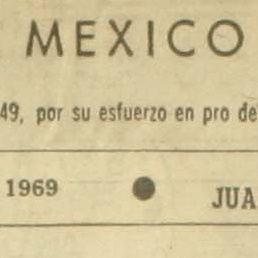 MEXICO
49, por su esfuerzo en pro de
1969 ● JUA